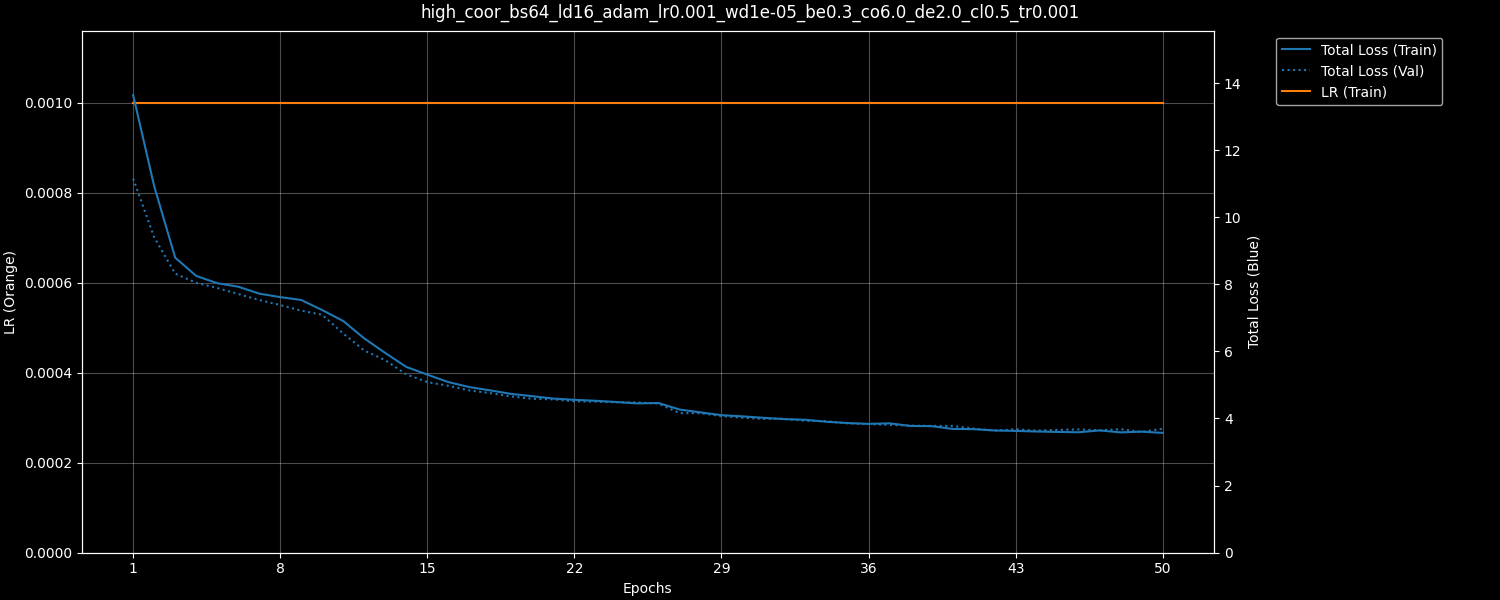 high_coor_bs64_ld16_adam_lr0.001_wd1e-05_be0.3_co6.0_de2.0_cl0.5_tr0.001
Total Loss (Train)
Total Loss (Val)
LR (Train)
LR (Orange)
0.0010
0.0008
0.0006
0.0004
0.0002
0.0000
14
12
10
8
6
4
2
0
Total Loss (Blue)
1 8 15 22 29 36 43 50
Epochs